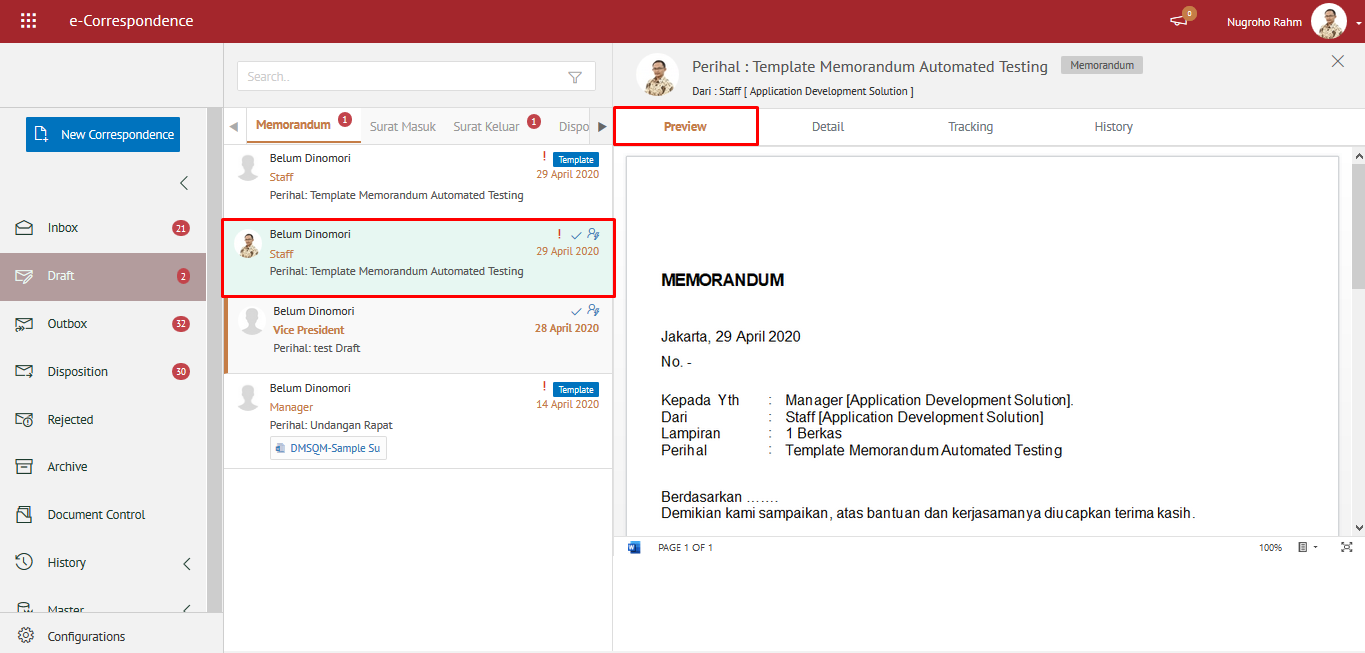 e-Correspondence
0
Nugroho Rahm
New Correspondence
Inbox 21
Draft 2
Outbox 32
Disposition 30
Rejected
Archive
Document Control
History
Master
Configurations
Search..
Memorandum 1 Surat Masuk Surat Keluar 1 Dispo
Belum Dinomori ! Template
Staff 29 April 2020
Perihal: Template Memorandum Automated Testing
Belum Dinomori !
Staff 29 April 2020
Perihal: Template Memorandum Automated Testing
Belum Dinomori
Vice President 28 April 2020
Perihal: test Draft
Belum Dinomori ! Template
Manager 14 April 2020
Perihal: Undangan Rapat
DMSQM-Sample Su
Perihal : Template Memorandum Automated Testing Memorandum
Dari : Staff [ Application Development Solution ]
Preview Detail Tracking History
MEMORANDUM
Jakarta, 29 April 2020
No. -
Kepada Yth : Manager [Application Development Solution].
Dari : Staff [Application Development Solution]
Lampiran : 1 Berkas
Perihal : Template Memorandum Automated Testing
Berdasarkan .......
Demikian kami sampaikan, atas bantuan dan kerjasamanya diucapkan terima kasih.
PAGE 1 OF 1 100%